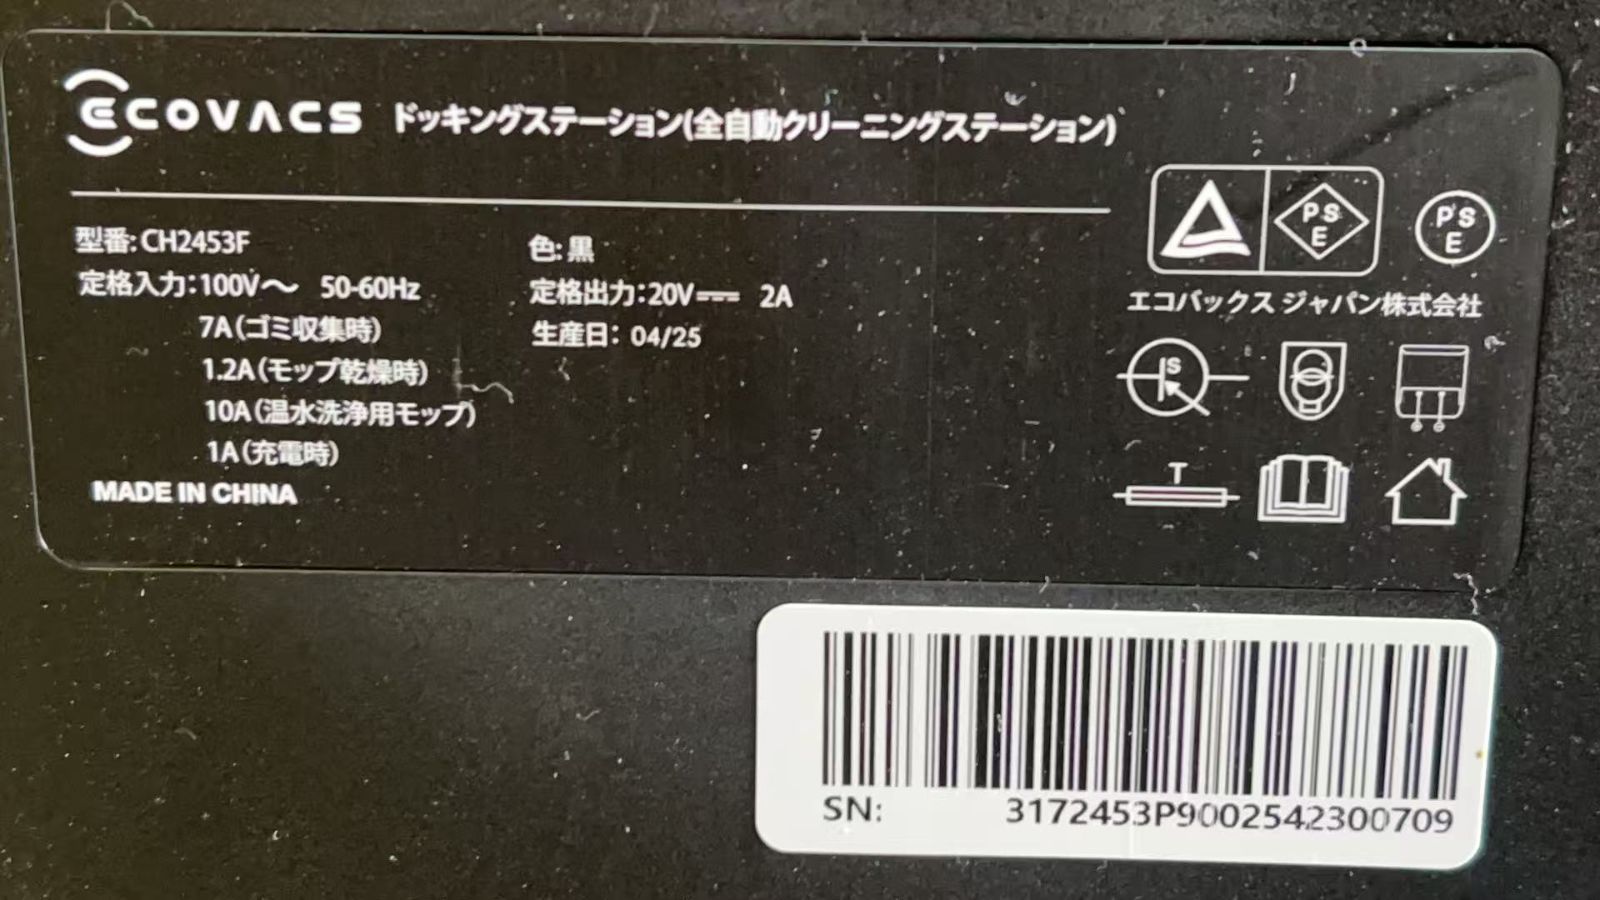 ECOVACS ドッキングステーション(全自動クリーニングステーション)
型番: CH2453F
定格入力:100V～ 50-60Hz
7A(ゴミ収集時)
1.2A(モップ乾燥時)
10A(温水洗浄用モップ)
1A(充電時)
MADE IN CHINA
色: 黒
定格出力:20V⎓ 2A
生産日: 04/25
PSE
PSE
エコバックス ジャパン株式会社
S
T
SN: 3172453P9002542300709